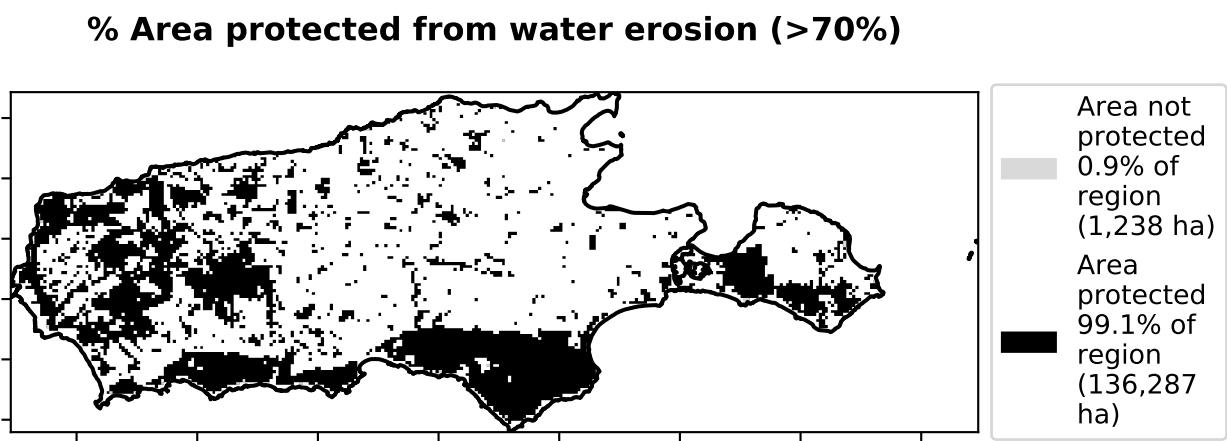 % Area protected from water erosion (>70%)
Area not
protected
0.9% of
region
(1,238 ha)
Area
protected
99.1% of
region
(136,287
ha)